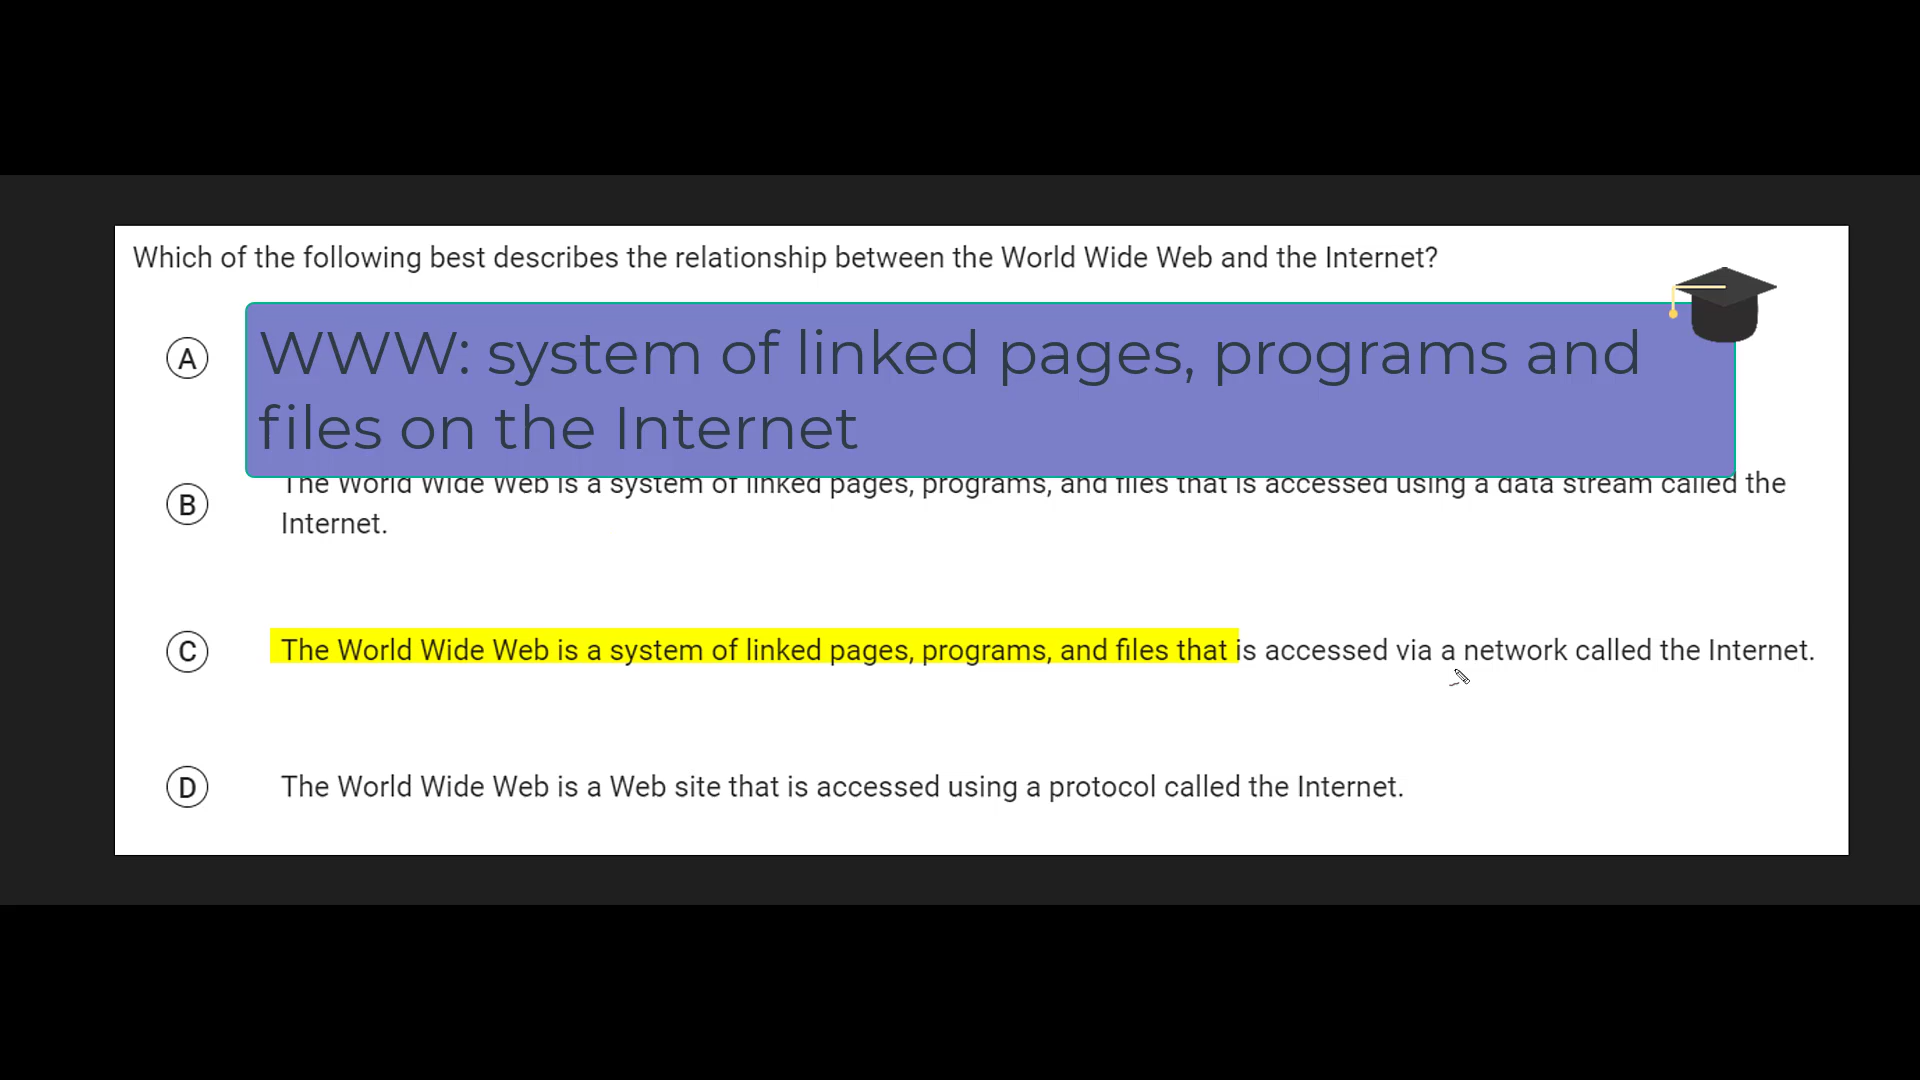 Which of the following best describes the relationship between the World Wide Web and the Internet?
A
WWW: system of linked pages, programs and
files on the Internet
B
The World Wide Web is a system of linked pages, programs, and files that is accessed using a data stream called the
Internet.
C
The World Wide Web is a system of linked pages, programs, and files that is accessed via a network called the Internet.
D
The World Wide Web is a Web site that is accessed using a protocol called the Internet.